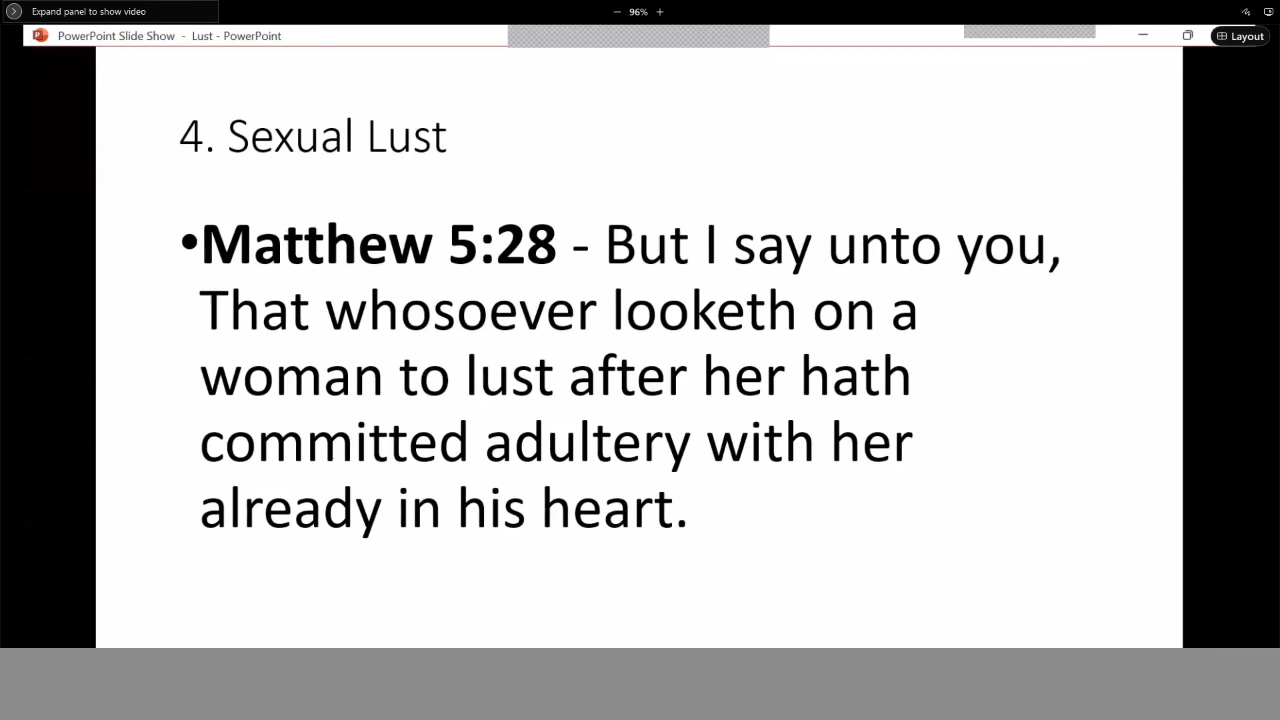 Expand panel to show video
− 96% +
PowerPoint Slide Show - Lust - PowerPoint
Layout
4. Sexual Lust
•Matthew 5:28 - But I say unto you,
That whosoever looketh on a
woman to lust after her hath
committed adultery with her
already in his heart.